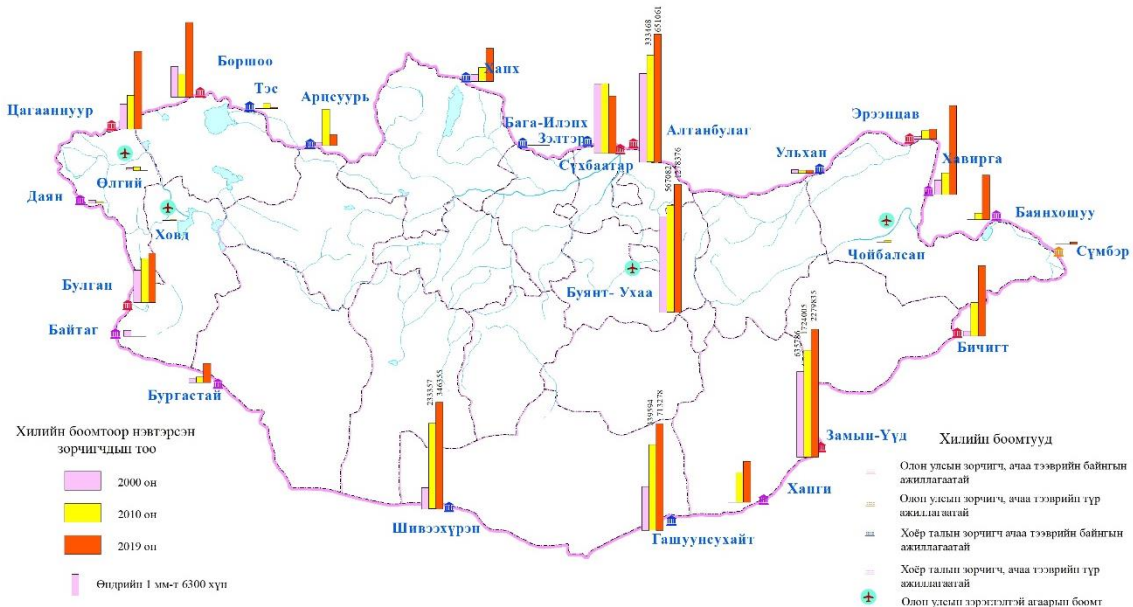 Боршоо
Тэс
Цагааннуур
Арцсуурь
Ханх
Бага-Илэнх
Зэлтэр
Сүхбаатар
333468
651061
Алтанбулаг
Эрээнцав
Ульхан
Хавирга
Баянхошуу
Сүмбэр
Чойбалсан
Өлгий
Даян
Ховд
Булган
Байтаг
Бургастай
567082
1278376
Буянт- Ухаа
Бичигт
635786
1724005
2279835
Замын-Үүд
Ханги
713278
Гашуунсухайт
346355
Шивээхүрэн
Хилийн боомтоор нэвтэрсэн
зорчигчдын тоо
2000 он
2010 он
2019 он
Өндрийн 1 мм-т 6300 хүн
Хилийн боомтууд
Олон улсын зорчигч, ачаа тээврийн байнгын
ажиллагаатай
Олон улсын зорчигч, ачаа тээврийн түр
ажиллагаатай
Хоёр талын зорчигч ачаа тээврийн байнгын
ажиллагаатай
Хоёр талын зорчигч, ачаа тээврийн түр
ажиллагаатай
Олон улсын зэрэглэлтэй агаарын боомт